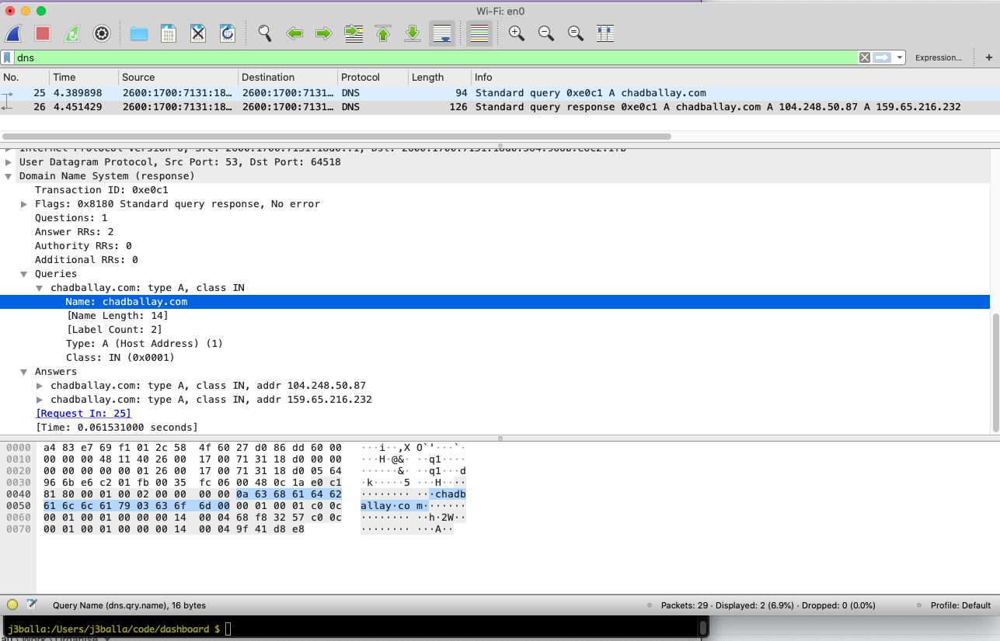 Wi-Fi: en0
dns
Expression… +
No. Time Source Destination Protocol Length Info
25 4.389898 2600:1700:7131:18… 2600:1700:7131… DNS 94 Standard query 0xe0c1 A chadballay.com
26 4.451429 2600:1700:7131:18… 2600:1700:7131… DNS 126 Standard query response 0xe0c1 A chadballay.com A 104.248.50.87 A 159.65.216.232
User Datagram Protocol, Src Port: 53, Dst Port: 64518
Domain Name System (response)
Transaction ID: 0xe0c1
Flags: 0x8180 Standard query response, No error
Questions: 1
Answer RRs: 2
Authority RRs: 0
Additional RRs: 0
Queries
chadballay.com: type A, class IN
Name: chadballay.com
[Name Length: 14]
[Label Count: 2]
Type: A (Host Address) (1)
Class: IN (0x0001)
Answers
chadballay.com: type A, class IN, addr 104.248.50.87
chadballay.com: type A, class IN, addr 159.65.216.232
[Request In: 25]
[Time: 0.061531000 seconds]
0000 a4 83 e7 69 f1 01 2c 58 4f 60 27 d0 86 dd 60 00 ···i··,X O`'···`·
0010 00 00 00 48 11 40 26 00 17 00 71 31 18 d0 00 00 ···H·@&· ··q1····
0020 00 00 00 00 00 01 26 00 17 00 71 31 18 d0 05 64 ······&· ··q1···d
0030 96 6b e6 c2 01 fb 00 35 fc 06 00 48 0c 1a e0 c1 ·k·····5 ···H····
0040 81 80 00 01 00 02 00 00 00 00 0a 63 68 61 64 62 ········ ···chadb
0050 61 6c 6c 61 79 03 63 6f 6d 00 00 01 00 01 c0 0c allay·co m·······
0060 00 01 00 01 00 00 00 14 00 04 68 f8 32 57 c0 0c ········ ··h·2W··
0070 00 01 00 01 00 00 00 14 00 04 9f 41 d8 e8 ········ ···A··
Query Name (dns.qry.name), 16 bytes
Packets: 29 · Displayed: 2 (6.9%) · Dropped: 0 (0.0%)
Profile: Default
j3balla:/Users/j3balla/code/dashboard $